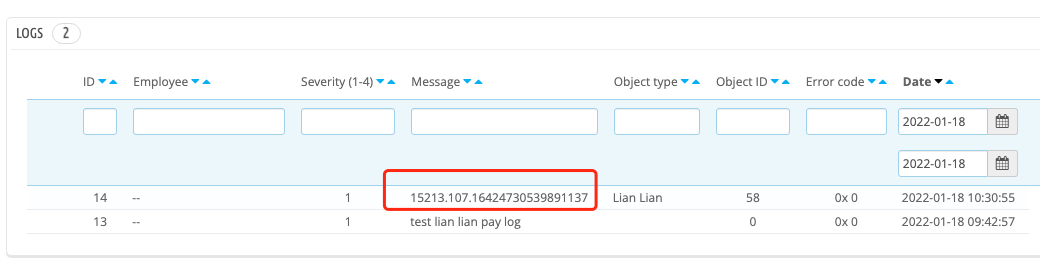 LOGS 2
ID Employee Severity (1-4) Message Object type Object ID Error code Date
2022-01-18
2022-01-18
14 -- 1 15213.107.16424730539891137 Lian Lian 58 0x 0 2022-01-18 10:30:55
13 -- 1 test lian lian pay log 0 0x 0 2022-01-18 09:42:57